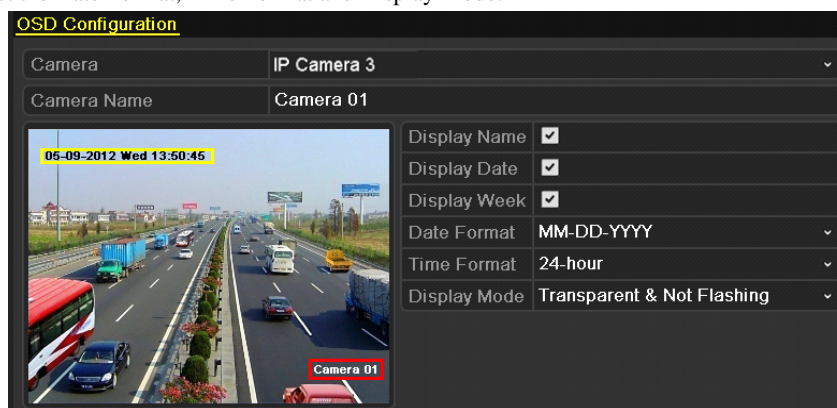 OSD Configuration
Camera IP Camera 3
Camera Name Camera 01
05-09-2012 Wed 13:50:45
Camera 01
Display Name
Display Date
Display Week
Date Format MM-DD-YYYY
Time Format 24-hour
Display Mode Transparent & Not Flashing